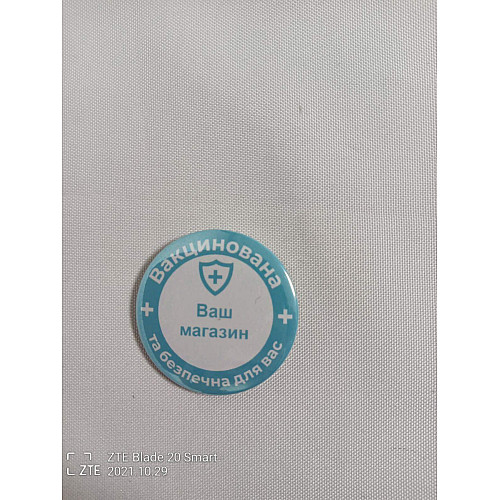 Вакцинована
Ваш
магазин
та безпечна для вас
ZTE Blade 20 Smart
ZTE 2021.10.29